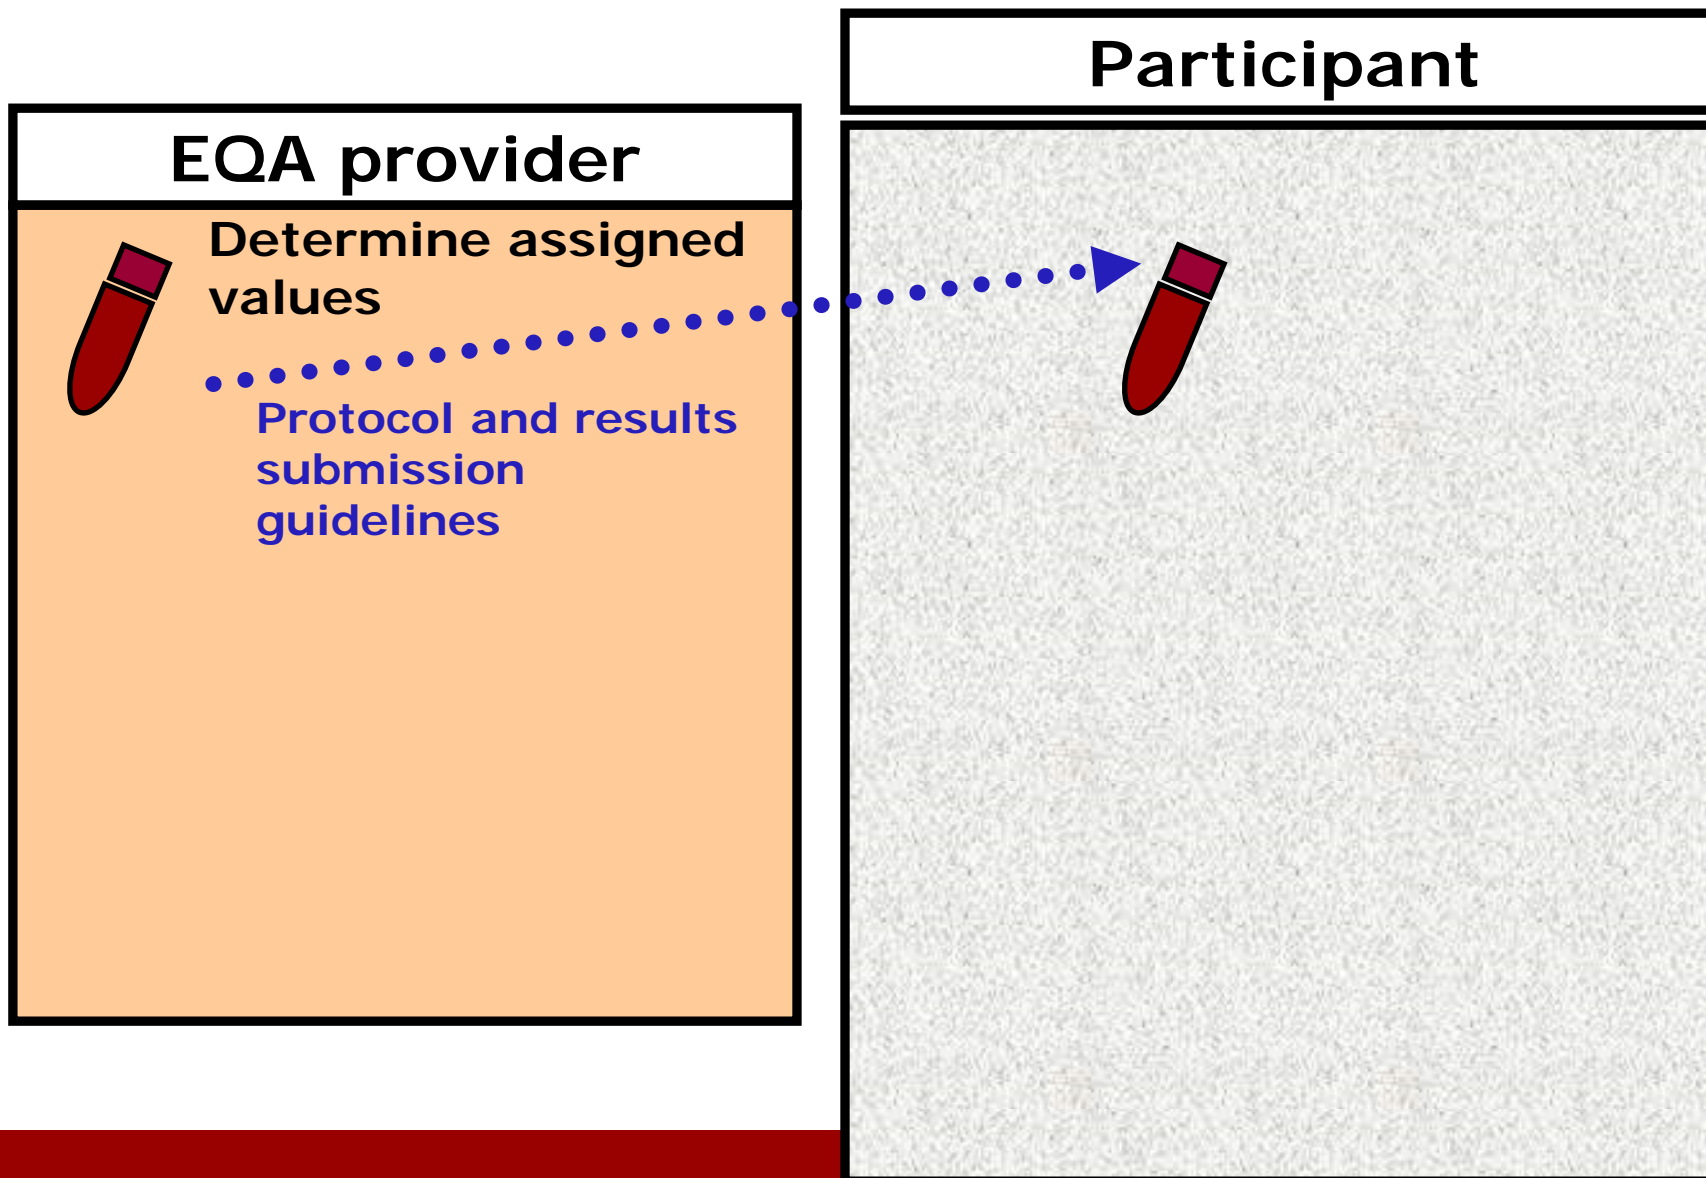 Participant
EQA provider
Determine assigned
values
Protocol and results
submission
guidelines